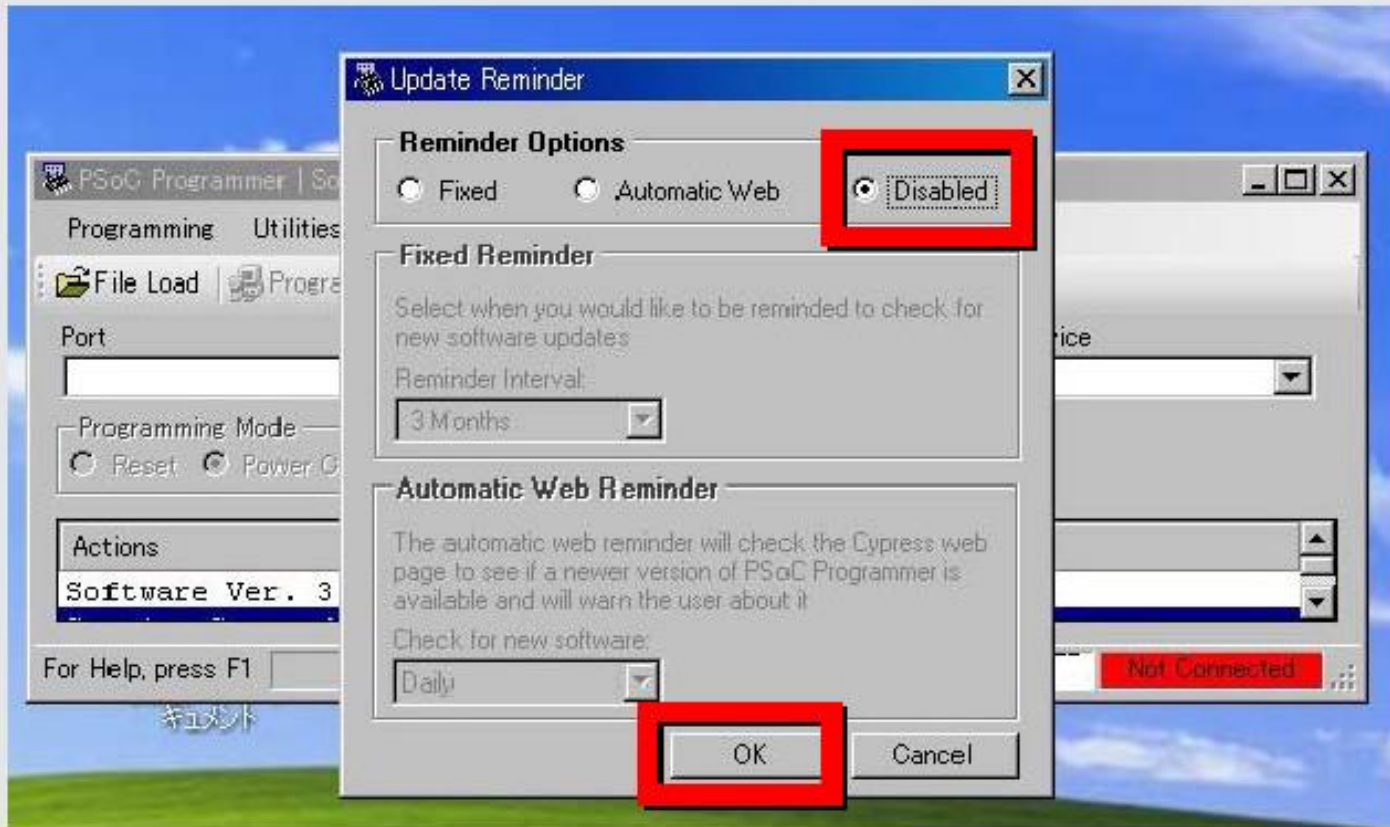 Update Reminder
Reminder Options
Fixed
Automatic Web
Disabled
Fixed Reminder
Select when you would like to be reminded to check for
new software updates
Reminder Interval:
3 Months
Automatic Web Reminder
The automatic web reminder will check the Cypress web
page to see if a newer version of PSoC Programmer is
available and will warn the user about it
Check for new software:
Daily
OK
Cancel
PSoC Programmer | So
Programming Utilities
File Load Progra
Port
ice
Programming Mode
Reset Power C
Actions
Software Ver. 3
For Help, press F1
Not Connected
キュメント